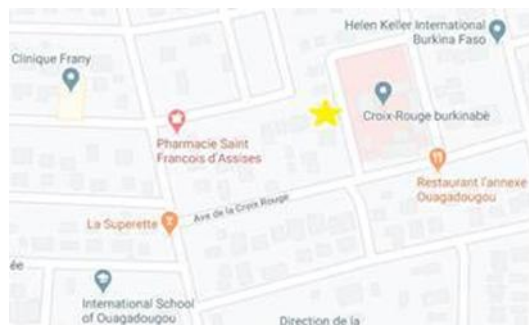 Helen Keller International
Burkina Faso
Clinique Frany
Croix-Rouge burkinabè
Pharmacie Saint
Francois d'Assises
Restaurant l'annexe
Ouagadougou
Ave de la Croix Rouge
La Superette
ée
International School
of Ouagadougou
Direction de la